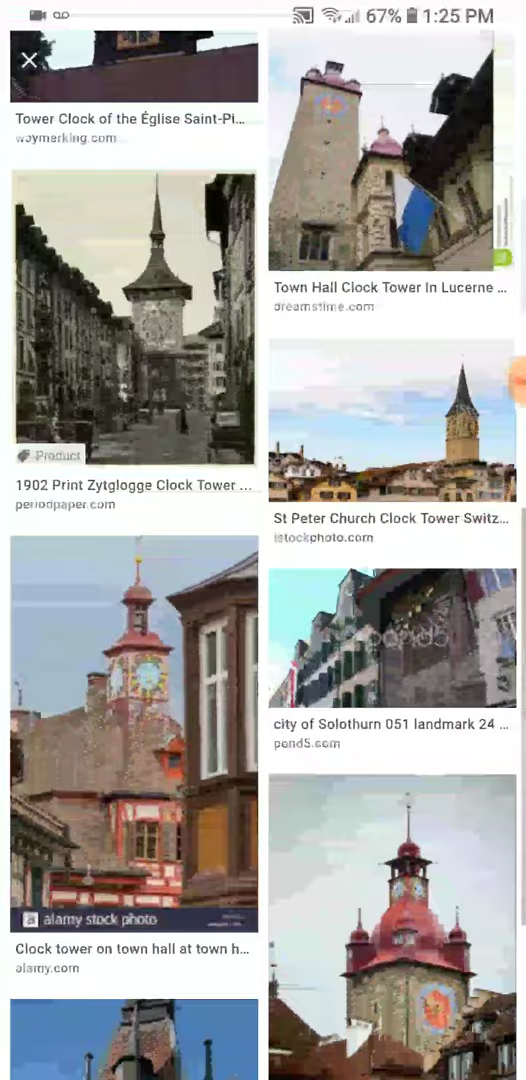 67% 1:25 PM
Tower Clock of the Église Saint-Pi...
waymarking.com
Town Hall Clock Tower In Lucerne ...
dreamstime.com
Product
1902 Print Zytglogge Clock Tower ...
periodpaper.com
St Peter Church Clock Tower Switz...
istockphoto.com
pond5
city of Solothurn 051 landmark 24 ...
pond5.com
a alamy stock photo
Clock tower on town hall at town h...
alamy.com